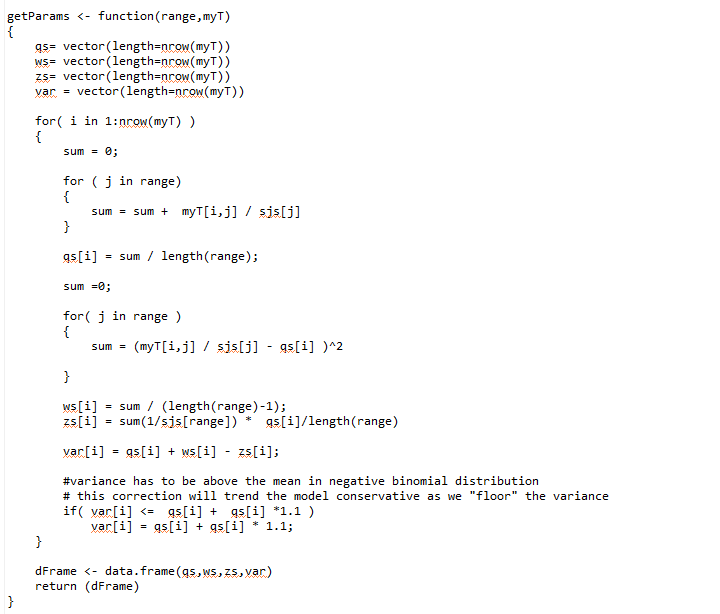 getParams <- function(range,myT)
{
    qs= vector(length=nrow(myT))
    ws= vector(length=nrow(myT))
    zs= vector(length=nrow(myT))
    var = vector(length=nrow(myT))
    for( i in 1:nrow(myT) )
    {
        sum = 0;
        for ( j in range)
        {
            sum = sum +  myT[i,j] / sjs[j]
        }
        qs[i] = sum / length(range);
        sum =0;
        for( j in range )
        {
            sum = (myT[i,j] / sjs[j] - qs[i] )^2
        }
        ws[i] = sum / (length(range)-1);
        zs[i] = sum(1/sjs[range]) *  qs[i]/length(range)
        var[i] = qs[i] + ws[i] - zs[i];
        #variance has to be above the mean in negative binomial distribution
        # this correction will trend the model conservative as we "floor" the variance
        if( var[i] <=  qs[i] +  qs[i] *1.1 )
            var[i] = qs[i] + qs[i] * 1.1;
    }
    dFrame <- data.frame(qs,ws,zs,var)
    return (dFrame)
}